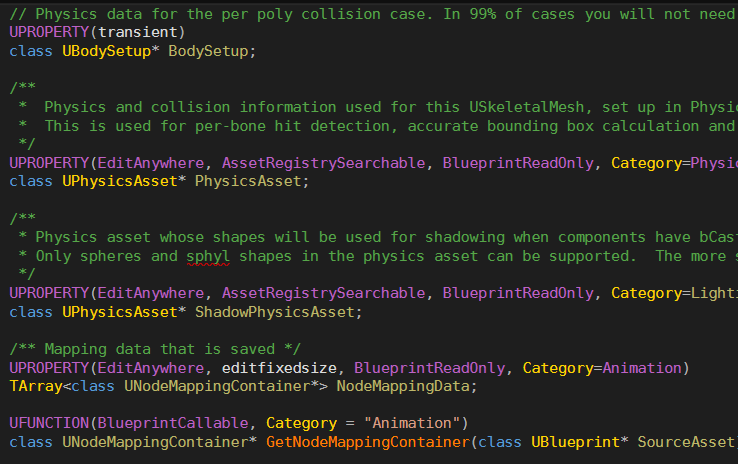 // Physics data for the per poly collision case. In 99% of cases you will not need
UPROPERTY(transient)
class UBodySetup* BodySetup;
/**
 *  Physics and collision information used for this USkeletalMesh, set up in Physi
 *  This is used for per-bone hit detection, accurate bounding box calculation and
 */
UPROPERTY(EditAnywhere, AssetRegistrySearchable, BlueprintReadOnly, Category=Physic
class UPhysicsAsset* PhysicsAsset;
/**
 * Physics asset whose shapes will be used for shadowing when components have bCast
 * Only spheres and sphyl shapes in the physics asset can be supported.  The more s
 */
UPROPERTY(EditAnywhere, AssetRegistrySearchable, BlueprintReadOnly, Category=Lighti
class UPhysicsAsset* ShadowPhysicsAsset;
/** Mapping data that is saved */
UPROPERTY(EditAnywhere, editfixedsize, BlueprintReadOnly, Category=Animation)
TArray<class UNodeMappingContainer*> NodeMappingData;
UFUNCTION(BlueprintCallable, Category = "Animation")
class UNodeMappingContainer* GetNodeMappingContainer(class UBlueprint* SourceAsset